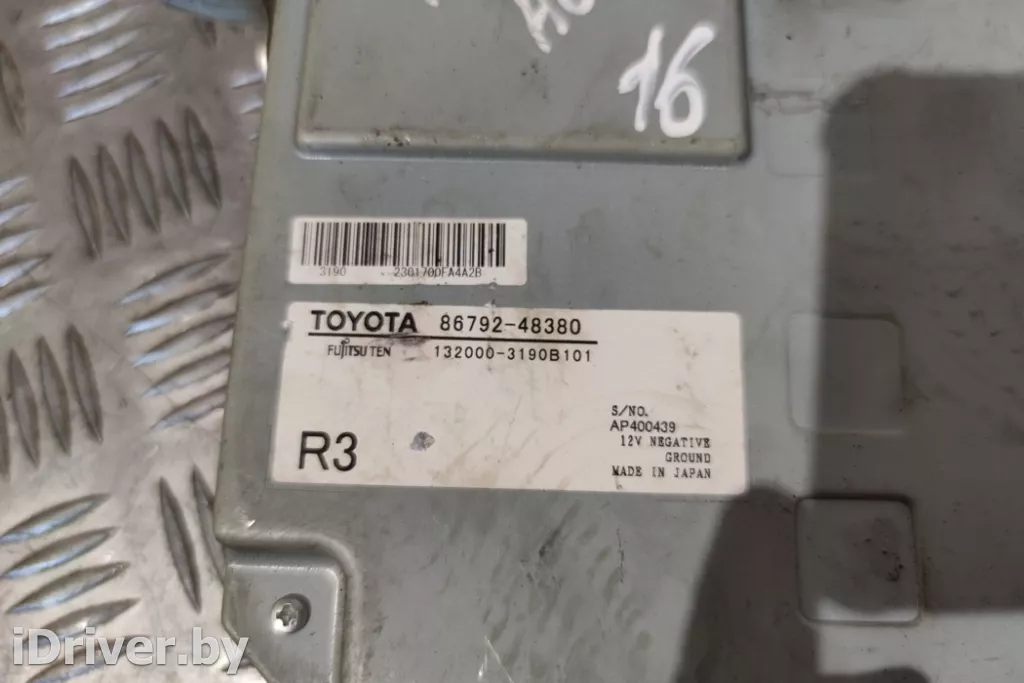 16
3190 2301700FA4A2B
TOYOTA 86792-48380
FUJITSU TEN 132000-3190B101
R3
S/NO.
AP400439
12V NEGATIVE
GROUND
MADE IN JAPAN
iDriver.by